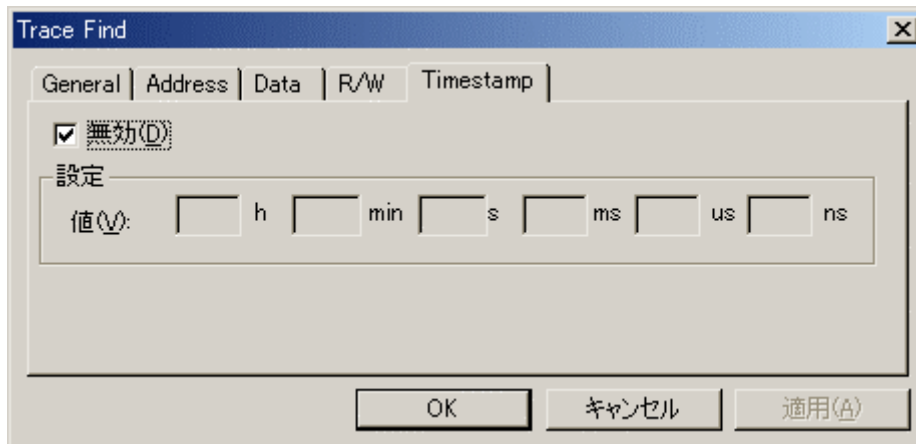 Trace Find
General Address Data R/W Timestamp
無効(D)
設定
値(V): h min s ms us ns
OK キャンセル 適用(A)